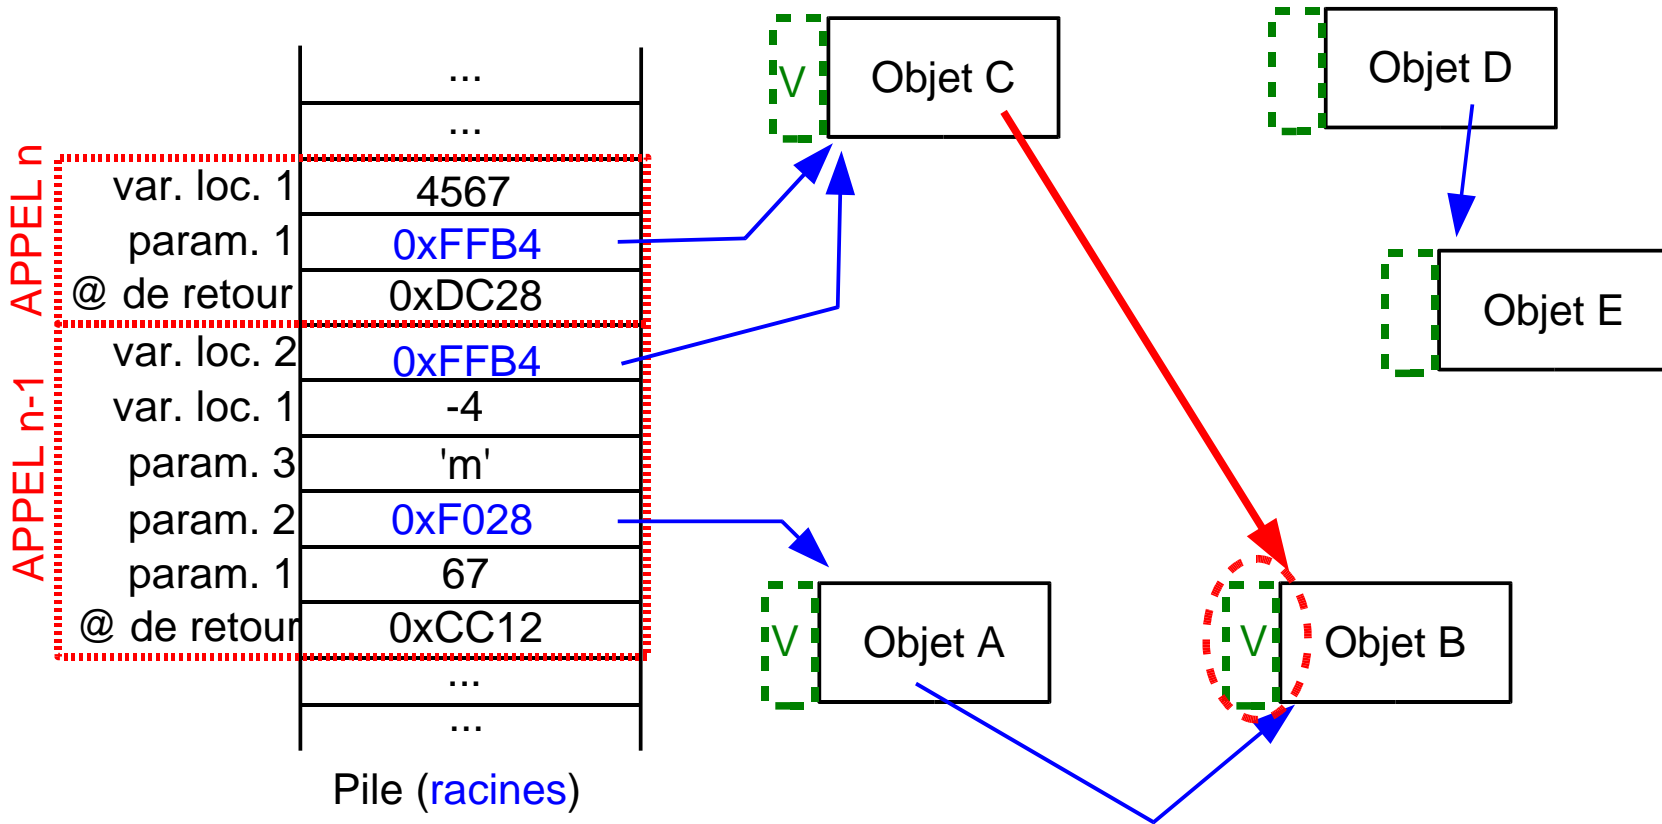 ...
...
APPEL n
var. loc. 1 4567
param. 1 0xFFB4
@ de retour 0xDC28
APPEL n-1
var. loc. 2 0xFFB4
var. loc. 1 -4
param. 3 'm'
param. 2 0xF028
param. 1 67
@ de retour 0xCC12
...
...
Pile (racines)
V Objet C
Objet D
Objet E
V Objet A
V Objet B